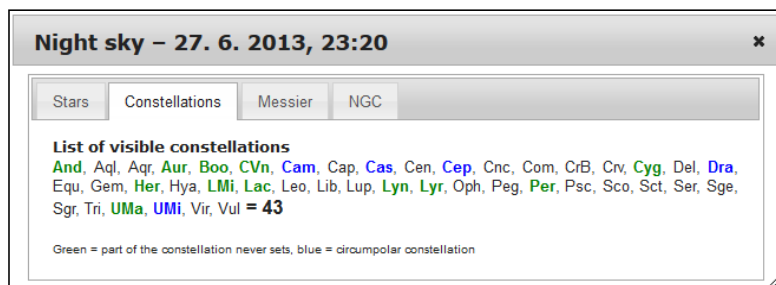 Night sky – 27. 6. 2013, 23:20 ×
Stars Constellations Messier NGC
List of visible constellations
And, Aql, Aqr, Aur, Boo, CVn, Cam, Cap, Cas, Cen, Cep, Cnc, Com, CrB, Crv, Cyg, Del, Dra,
Equ, Gem, Her, Hya, LMi, Lac, Leo, Lib, Lup, Lyn, Lyr, Oph, Peg, Per, Psc, Sco, Sct, Ser, Sge,
Sgr, Tri, UMa, UMi, Vir, Vul = 43
Green = part of the constellation never sets, blue = circumpolar constellation